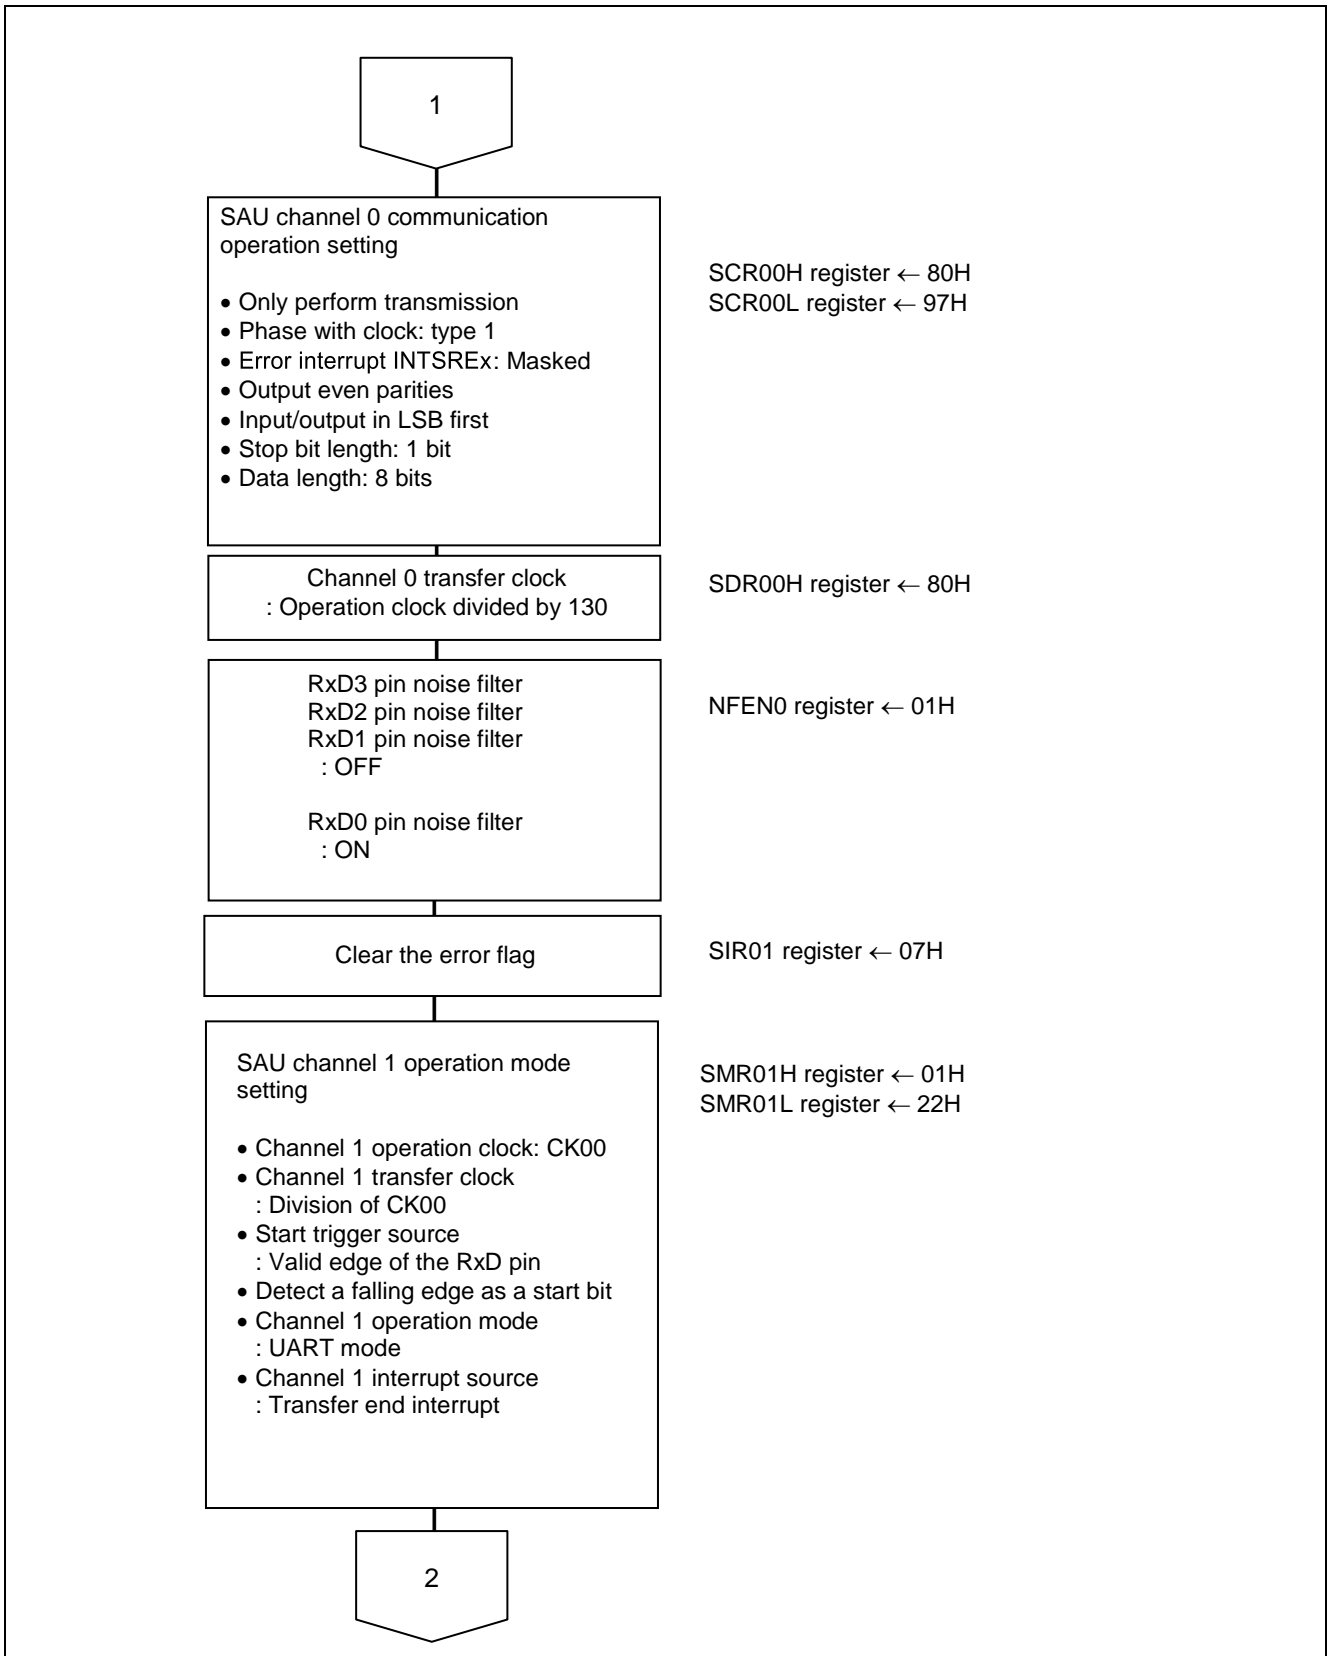 1
SAU channel 0 communication
operation setting
• Only perform transmission
• Phase with clock: type 1
• Error interrupt INTSREx: Masked
• Output even parities
• Input/output in LSB first
• Stop bit length: 1 bit
• Data length: 8 bits
SCR00H register ← 80H
SCR00L register ← 97H
Channel 0 transfer clock
: Operation clock divided by 130
SDR00H register ← 80H
RxD3 pin noise filter
RxD2 pin noise filter
RxD1 pin noise filter
: OFF
RxD0 pin noise filter
: ON
NFEN0 register ← 01H
Clear the error flag
SIR01 register ← 07H
SAU channel 1 operation mode
setting
• Channel 1 operation clock: CK00
• Channel 1 transfer clock
: Division of CK00
• Start trigger source
: Valid edge of the RxD pin
• Detect a falling edge as a start bit
• Channel 1 operation mode
: UART mode
• Channel 1 interrupt source
: Transfer end interrupt
SMR01H register ← 01H
SMR01L register ← 22H
2